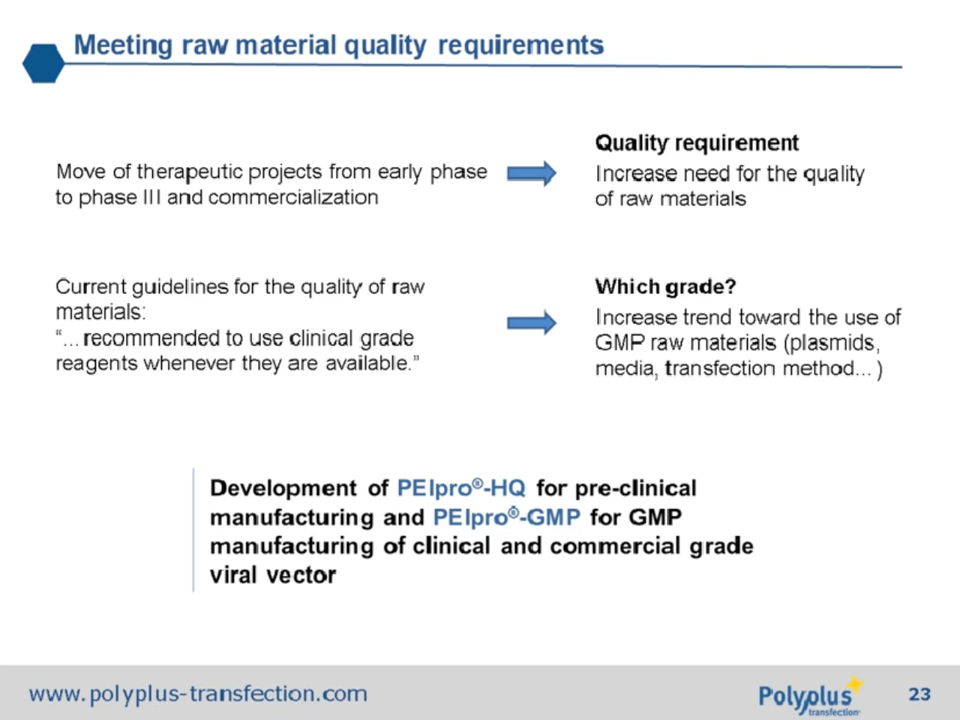 Meeting raw material quality requirements
Move of therapeutic projects from early phase
to phase III and commercialization
Quality requirement
Increase need for the quality
of raw materials
Current guidelines for the quality of raw
materials:
“...recommended to use clinical grade
reagents whenever they are available.”
Which grade?
Increase trend toward the use of
GMP raw materials (plasmids,
media, transfection method...)
Development of PEIpro®-HQ for pre-clinical
manufacturing and PEIpro®-GMP for GMP
manufacturing of clinical and commercial grade
viral vector
www.polyplus-transfection.com
Polyplus+
transfection
23